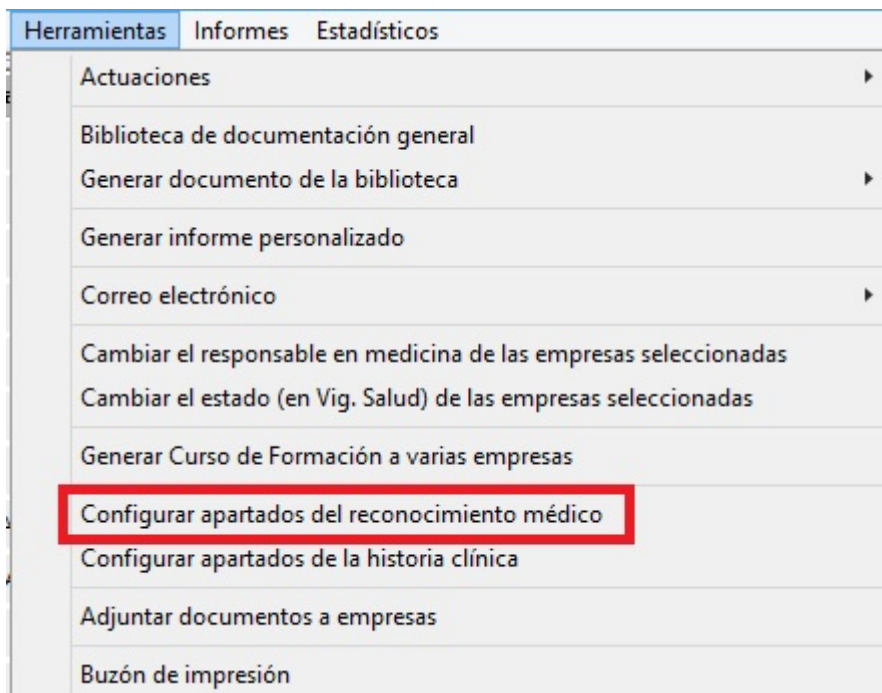 Herramientas Informes Estadísticos
Actuaciones
Biblioteca de documentación general
Generar documento de la biblioteca
Generar informe personalizado
Correo electrónico
Cambiar el responsable en medicina de las empresas seleccionadas
Cambiar el estado (en Vig. Salud) de las empresas seleccionadas
Generar Curso de Formación a varias empresas
Configurar apartados del reconocimiento médico
Configurar apartados de la historia clínica
Adjuntar documentos a empresas
Buzón de impresión